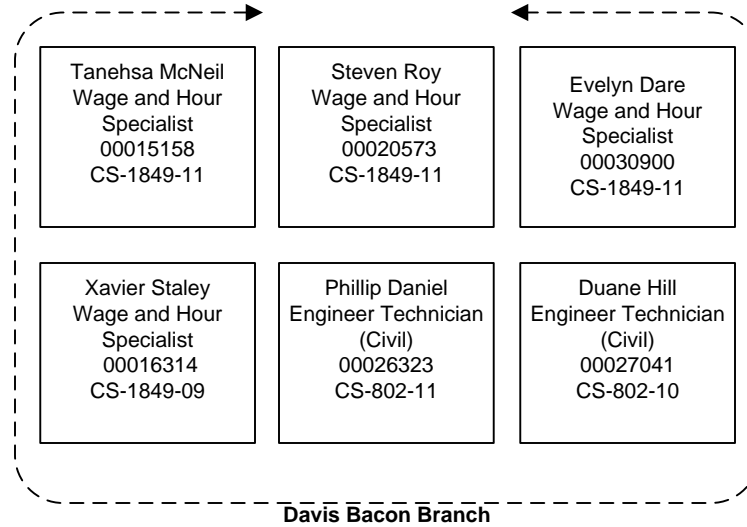 Tanehsa McNeil
Wage and Hour
Specialist
00015158
CS-1849-11
Steven Roy
Wage and Hour
Specialist
00020573
CS-1849-11
Evelyn Dare
Wage and Hour
Specialist
00030900
CS-1849-11
Xavier Staley
Wage and Hour
Specialist
00016314
CS-1849-09
Phillip Daniel
Engineer Technician
(Civil)
00026323
CS-802-11
Duane Hill
Engineer Technician
(Civil)
00027041
CS-802-10
Davis Bacon Branch